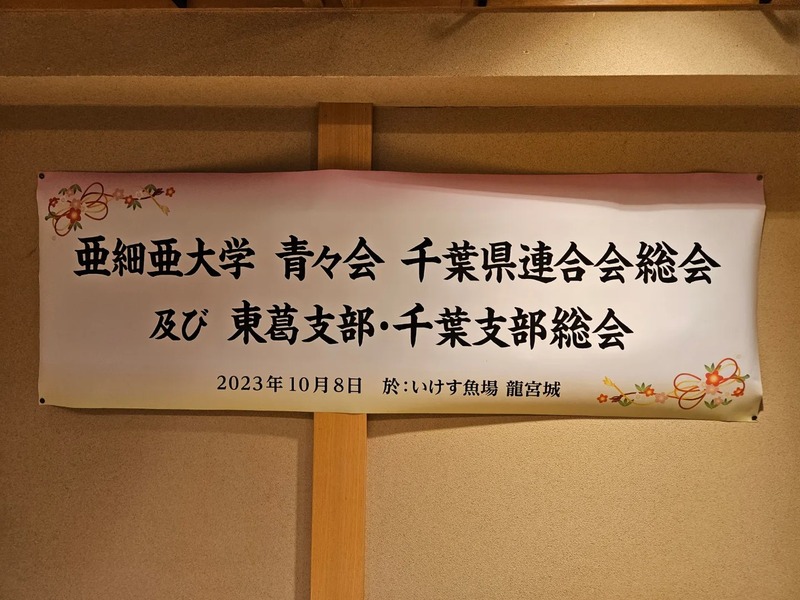 亜細亜大学 青々会 千葉県連合会総会
及び 東葛支部・千葉支部総会
2023年10月8日 於：いけす魚場 龍宮城